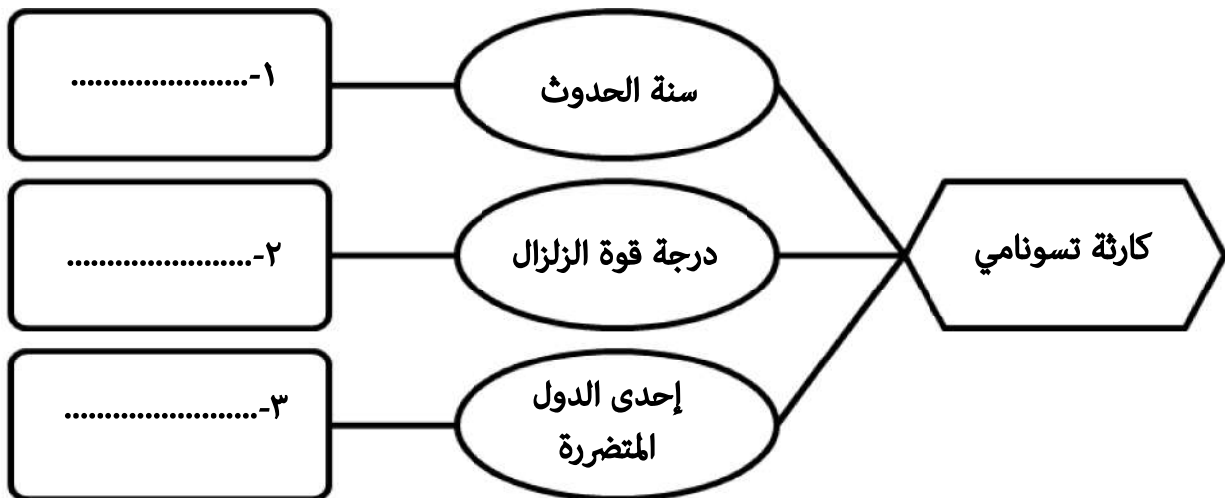 كارثة تسونامي
سنة الحدوث
١-......................
درجة قوة الزلزال
٢-.......................
إحدى الدول
المتضررة
٣-........................